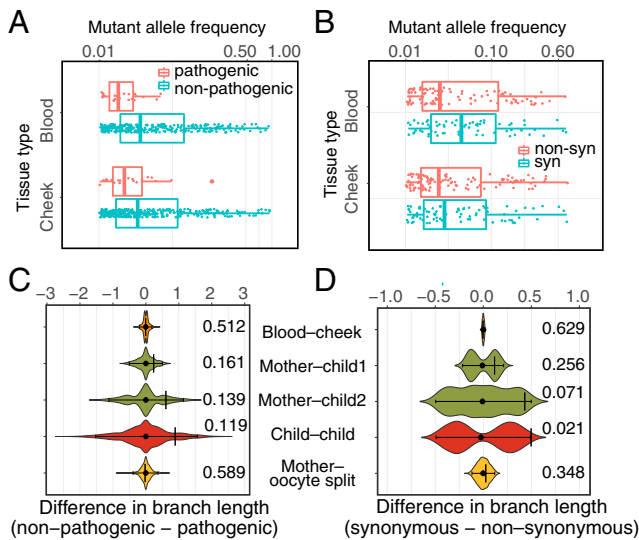 A
Mutant allele frequency
0.01 0.50 1.00
pathogenic
non-pathogenic
Tissue type
Blood
Cheek
B
Mutant allele frequency
0.01 0.10 0.60
non-syn
syn
Tissue type
Blood
Cheek
C
−3 −2 −1 0 1 2 3
0.512
0.161
0.139
0.119
0.589
Difference in branch length
(non−pathogenic − pathogenic)
Blood−cheek
Mother−child1
Mother−child2
Child−child
Mother−
oocyte split
D
−1.0 −0.5 0.0 0.5 1.0
0.629
0.256
0.071
0.021
0.348
Difference in branch length
(synonymous − non−synonymous)